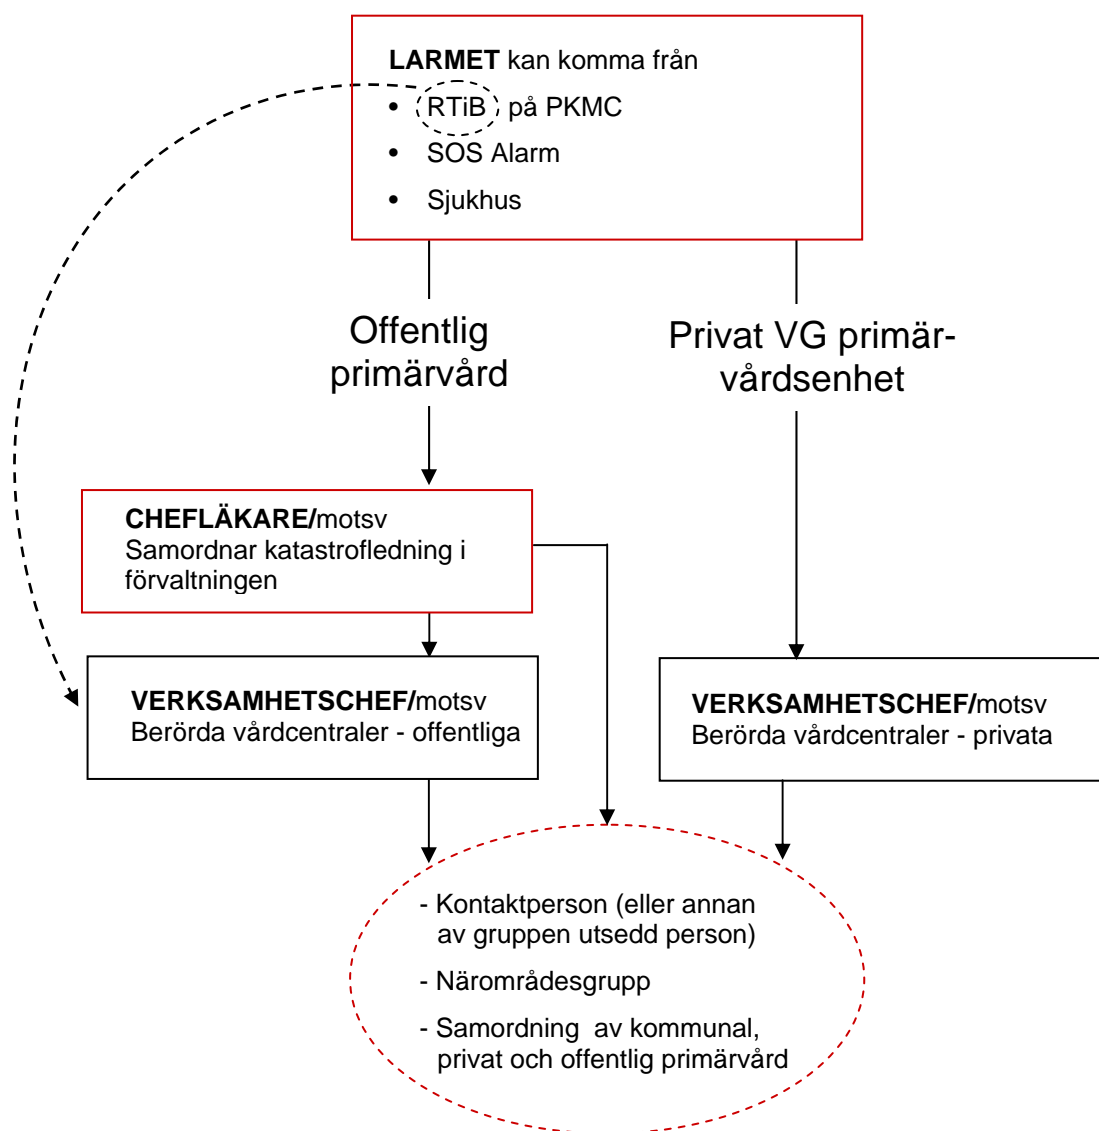 LARMET kan komma från
• RTiB på PKMC
• SOS Alarm
• Sjukhus
Offentlig
primärvård
Privat VG primär-
vårdsenhet
CHEFLÄKARE/motsv
Samordnar katastrofledning i
förvaltningen
VERKSAMHETSCHEF/motsv
Berörda vårdcentraler - offentliga
VERKSAMHETSCHEF/motsv
Berörda vårdcentraler - privata
- Kontaktperson (eller annan
av gruppen utsedd person)
- Närområdesgrupp
- Samordning av kommunal,
privat och offentlig primärvård